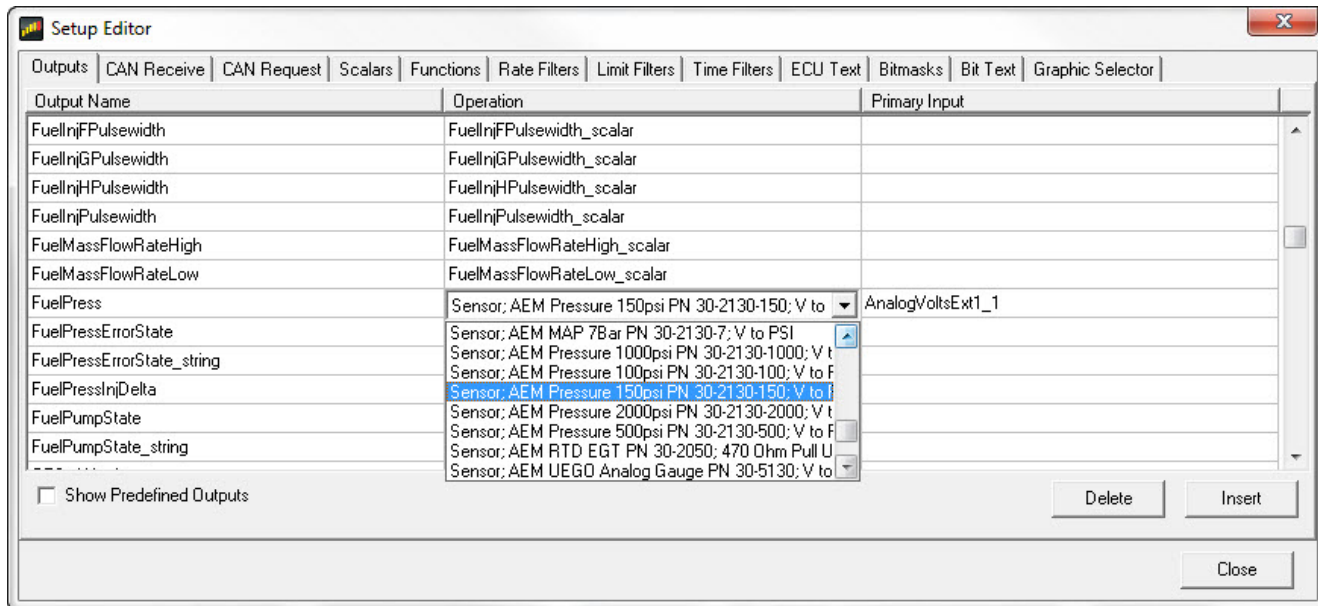 Setup Editor
Outputs CAN Receive CAN Request Scalars Functions Rate Filters Limit Filters Time Filters ECU Text Bitmasks Bit Text Graphic Selector
Output Name Operation Primary Input
FuelInjFPulsewidth FuelInjFPulsewidth_scalar
FuelInjGPulsewidth FuelInjGPulsewidth_scalar
FuelInjHPulsewidth FuelInjHPulsewidth_scalar
FuelInjPulsewidth FuelInjPulsewidth_scalar
FuelMassFlowRateHigh FuelMassFlowRateHigh_scalar
FuelMassFlowRateLow FuelMassFlowRateLow_scalar
FuelPress Sensor; AEM Pressure 150psi PN 30-2130-150; V to AnalogVoltsExt1_1
FuelPressErrorState
FuelPressErrorState_string
FuelPressInjDelta
FuelPumpState
FuelPumpState_string
Sensor; AEM MAP 7Bar PN 30-2130-7; V to PSI
Sensor; AEM Pressure 1000psi PN 30-2130-1000; V t
Sensor; AEM Pressure 100psi PN 30-2130-100; V to
Sensor; AEM Pressure 150psi PN 30-2130-150; V to
Sensor; AEM Pressure 2000psi PN 30-2130-2000; V t
Sensor; AEM Pressure 500psi PN 30-2130-500; V to
Sensor; AEM RTD EGT PN 30-2050; 470 Ohm Pull U
Sensor; AEM UEGO Analog Gauge PN 30-5130; V to
Show Predefined Outputs
Delete Insert
Close